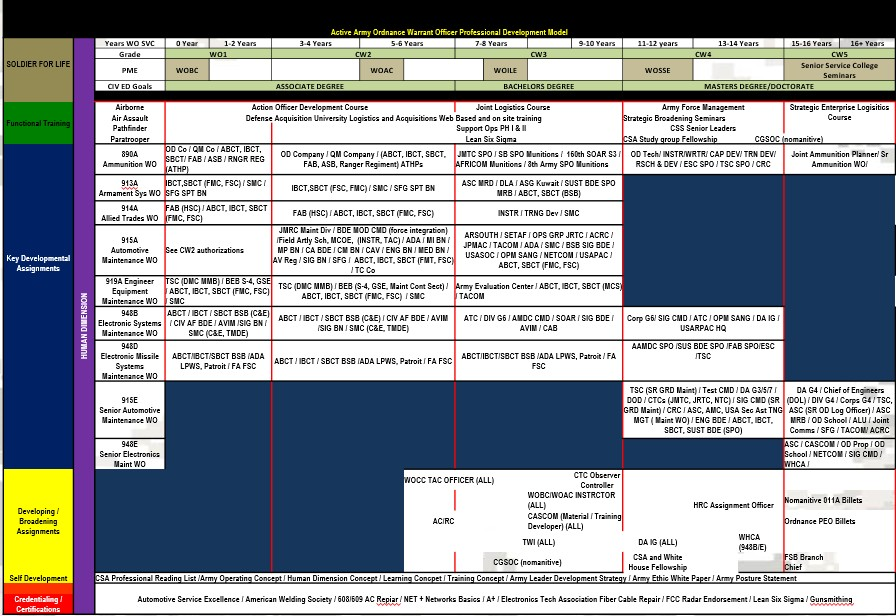 Active Army Ordnance Warrant Officer Professional Development Model
SOLDIER FOR LIFE
Years WO SVC
0 Year
1-2 Years
3-4 Years
5-6 Years
7-8 Years
9-10 Years
11-12 years
13-14 Years
15-16 Years
16+ Years
Grade
WO1
CW2
CW3
CW4
CW5
PME
WOBC
WOAC
WOILE
WOSSE
Senior Service College
Seminars
CIV ED Goals
ASSOCIATE DEGREE
BACHELORS DEGREE
MASTERS DEGREE/DOCTORATE
Functional Training
HUMAN DIMENSION
Airborne
Air Assault
Pathfinder
Paratrooper
Action Officer Development Course
Defense Acquisition University Logistics and Acquisitions Web Based and on site training
Joint Logistics Course
Support Ops PH I & II
Lean Six Sigma
Army Force Management
Strategic Broadening Seminars
CSS Senior Leaders
CSA Study group Fellowship
CGSOC (nomanitive)
Strategic Enterprise Logisitics
Course
Key Developmental
Assignments
890A
Ammunition WO
OD Co / QM Co / ABCT, IBCT,
SBCT/ FAB / ASB / RNGR REG
(ATHP)
OD Company / QM Company / (ABCT, IBCT, SBCT,
FAB, ASB, Ranger Regiment) ATHPs
JMTC SPO / SB SPO Munitions / 160th SOAR S3 /
AFRICOM Munitions / 8th Army SPO Munitions
OD Tech/ INSTR/WRTR/ CAP DEV/ TRN DEV/
RSCH & DEV / ESC SPO / TSC SPO / CRC
Joint Ammunition Planner/ Sr
Ammunition WO/
913A
Armament Sys WO
IBCT,SBCT (FMC, FSC) / SMC /
SFG SPT BN
IBCT,SBCT (FMC, FSC) / SMC / SFG SPT BN
ASC MRD / DLA / ASG Kuwait / SUST BDE SPO
MRB / ABCT, SBCT (BSB)
914A
Allied Trades WO
FAB (HSC) / ABCT, IBCT, SBCT
(FMC, FSC)
FAB (HSC) / ABCT, IBCT, SBCT (FMC, FSC)
INSTR / TRNG Dev / SMC
915A
Automotive
Maintenance WO
See CW2 authorizations
JMRC Maint Div / BDE MOD CMD (force integration)
/Field Artly Sch, MCOE, (INSTR, TAC) / ADA / MI BN /
MP BN / CA BDE / CM BN / CAV / ENG BN / MED BN /
AV Reg / SIG BN / SFG / ABCT, IBCT, SBCT (FMT, FSC)
/ TC Co
ARSOUTH / SETAF / OPS GRP JRTC / ACRC /
JPMAC / TACOM / ADA / SMC / BSB SIG BDE /
USASOC / OPM SANG / NETCOM / USAPAC /
ABCT, SBCT (FMC, FSC)
919A Engineer
Equipment
Maintenance WO
TSC (DMC MMB) / BEB S-4, GSE
/ ABCT, IBCT, SBCT (FMC, FSC)
/ SMC
TSC (DMC MMB) / BEB (S-4, GSE, Maint Cont Sect) /
ABCT, IBCT, SBCT (FMC, FSC) / SMC
Army Evaluation Center / ABCT, IBCT, SBCT (MCS)
/ TACOM
948B
Electronic Systems
Maintenance WO
ABCT / IBCT / SBCT BSB (C&E)
/ CIV AF BDE / AVIM /SIG BN /
SMC (C&E, TMDE)
ABCT / IBCT / SBCT BSB (C&E) / CIV AF BDE / AVIM
/SIG BN / SMC (C&E, TMDE)
ATC / DIV G6 / AMDC CMD / SOAR / SIG BDE /
AVIM / CAB
Corp G6/ SIG CMD / ATC / OPM SANG / DA IG /
USARPAC HQ
948D
Electronic Missile
Systems
Maintenance WO
ABCT/IBCT/SBCT BSB /ADA
LPWS, Patroit / FA FSC
ABCT / IBCT / SBCT BSB /ADA LPWS, Patroit / FA FSC
ABCT/IBCT/SBCT BSB /ADA LPWS, Patroit / FA
FSC
AAMDC SPO /SUS BDE SPO /FAB SPO/ESC
/TSC
915E
Senior Automotive
Maintenance WO
TSC (SR GRD Maint) / Test CMD / DA G3/5/7 /
DOD / CTCs (JMTC, JRTC, NTC) / SIG CMD (SR
GRD Maint) / CRC / ASC, AMC, USA Sec Ast TNG
MGT ( Maint WO) / ENG BDE / ABCT, IBCT,
SBCT, SUST BDE (SPO)
DA G4 / Chief of Engineers
(DOL) / DIV G4 / Corps G4 / TSC,
ASC (SR OD Log Officer) / ASC
MRB / OD School / ALU / Joint
Comms / SFG / TACOM/ ACRC
948E
Senior Electronics
Maint WO
ASC / CASCOM / OD Prop / OD
School / NETCOM / SIG CMD /
WHCA /
Developing /
Broadening
Assignments
WOCC TAC OFFICER (ALL)
CTC Observer
Controller
WOBC/WOAC INSTRCTOR
(ALL)
AC/RC
CASCOM (Material / Training
Developer) (ALL)
TWI (ALL)
CGSOC (nomanitive)
HRC Assignment Officer
DA IG (ALL)
WHCA
(948B/E)
CSA and White
House Fellowship
Nomanitive 011A Billets
Ordnance PEO Billets
FSB Branch
Chief
Self Development
CSA Professional Reading List /Army Operating Concept / Human Dimension Concept / Learning Concpet / Training Concept / Army Leader Development Strategy / Army Ethic White Paper / Army Posture Statement
Credentialing /
Certifications
Automotive Service Excellence / American Welding Society / 608/609 AC Repiar / NET + Networks Basics / A+ / Electronics Tech Association Fiber Cable Repair / FCC Radar Endorsement / Lean Six Sigma / Gunsmithing